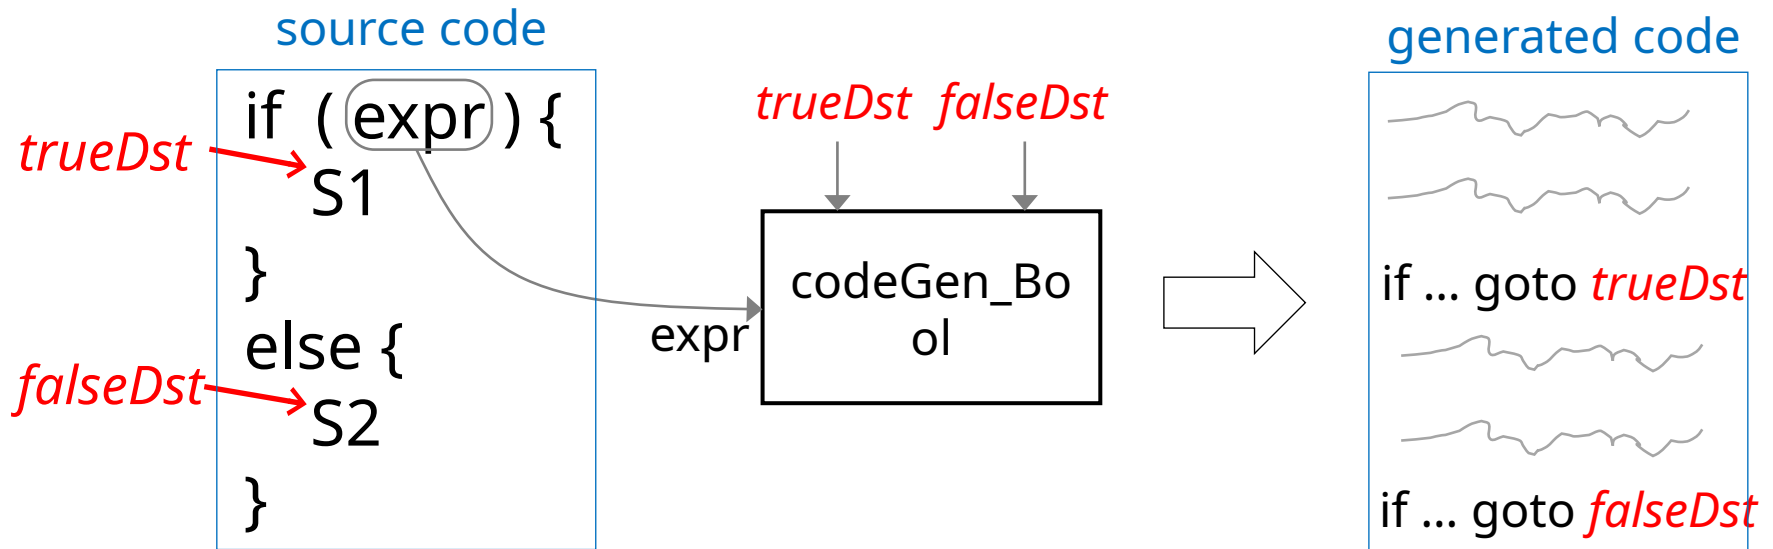 source code
trueDst
falseDst
if ( expr ) {
S1
}
else {
S2
}
trueDst falseDst
expr
codeGen_Bo
ol
generated code
if ... goto trueDst
if ... goto falseDst